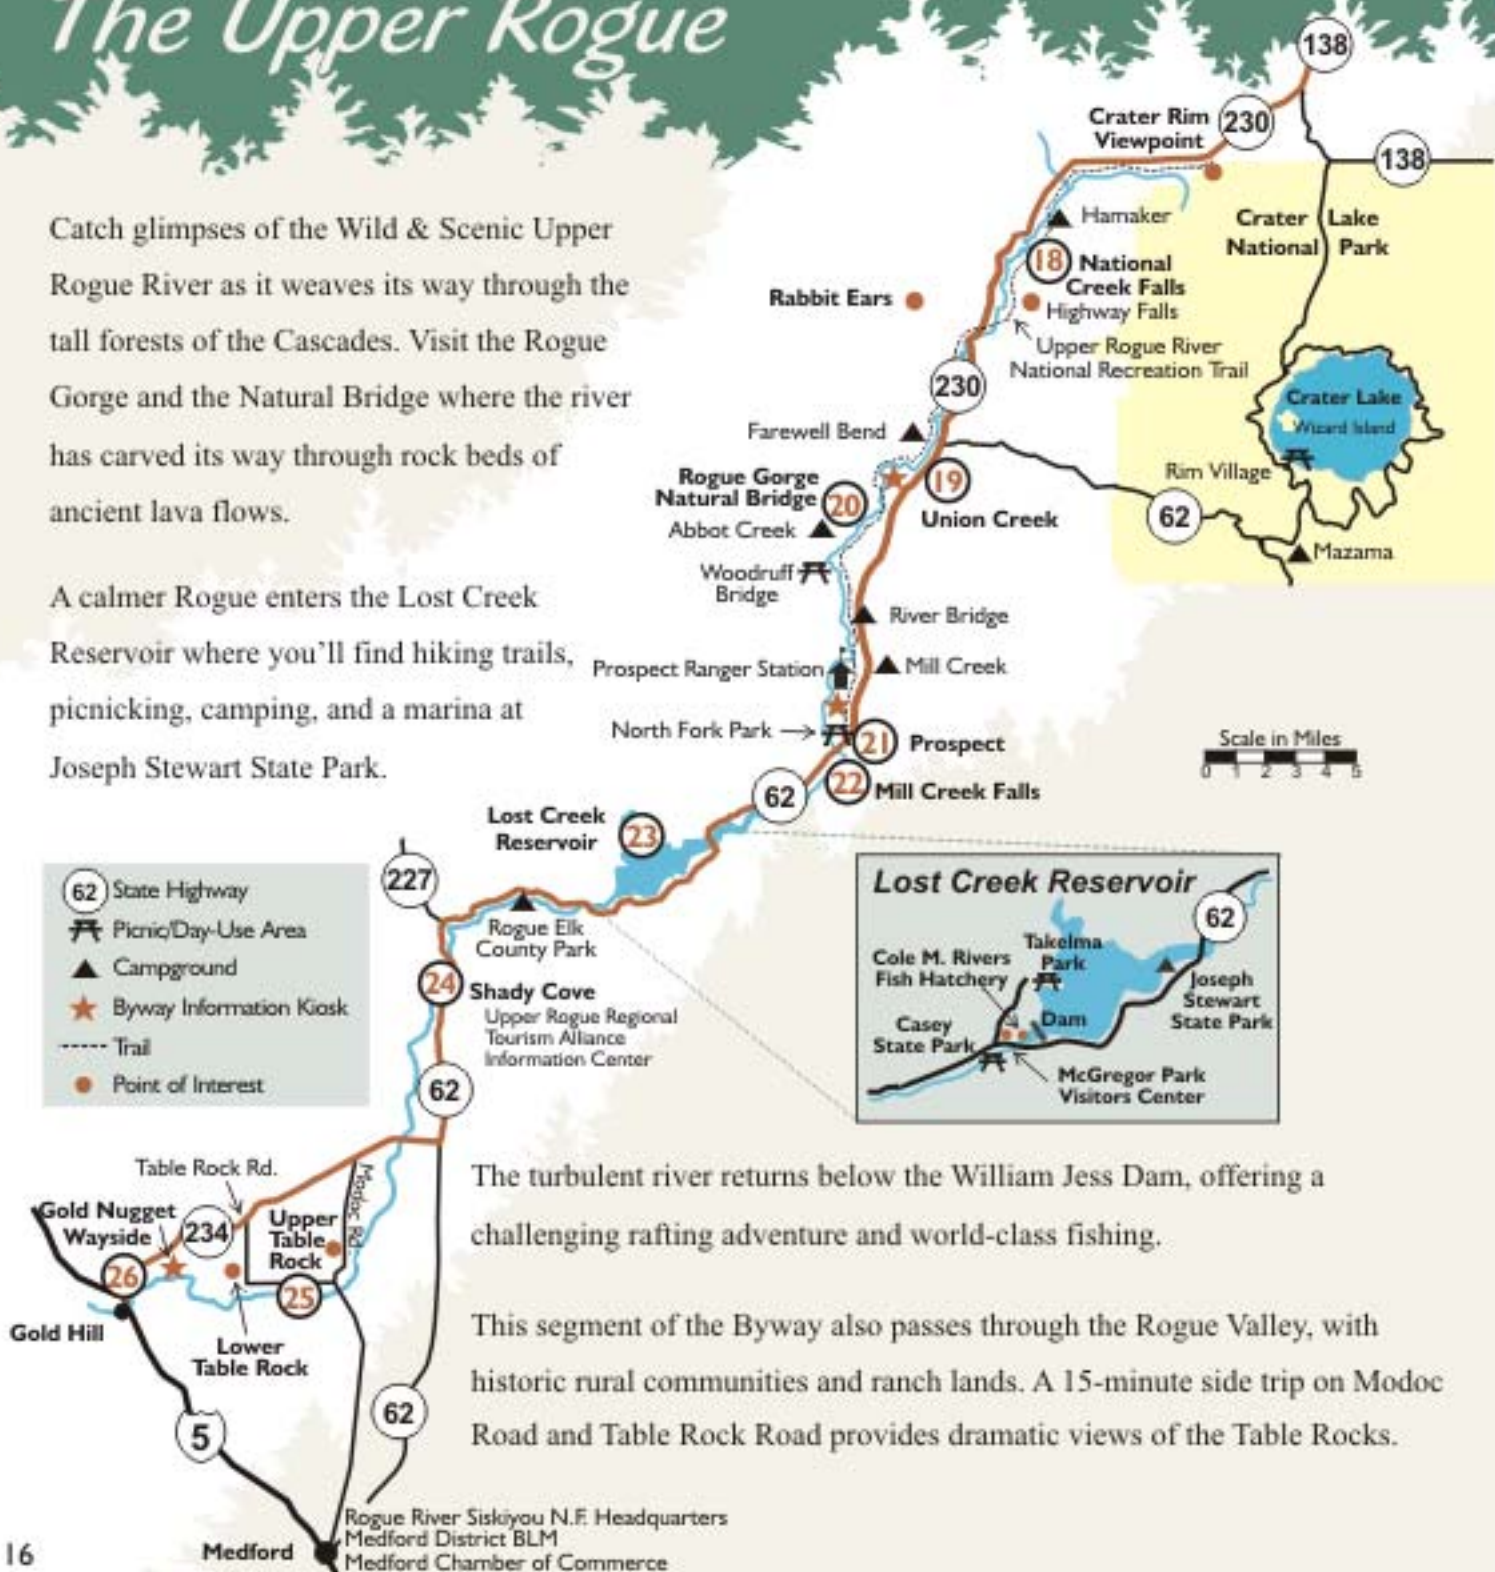 The Upper Rogue
Catch glimpses of the Wild & Scenic Upper
Rogue River as it weaves its way through the
tall forests of the Cascades. Visit the Rogue
Gorge and the Natural Bridge where the river
has carved its way through rock beds of
ancient lava flows.
A calmer Rogue enters the Lost Creek
Reservoir where you'll find hiking trails,
picnicking, camping, and a marina at
Joseph Stewart State Park.
138
230
138
Crater Rim
Viewpoint
Hamaker
Crater Lake
National Park
18
National
Creek Falls
Highway Falls
Rabbit Ears
Upper Rogue River
National Recreation Trail
230
Crater Lake
Wizard Island
Rim Village
Farewell Bend
Rogue Gorge
Natural Bridge
20
19
Union Creek
62
Mazama
Abbot Creek
Woodruff
Bridge
River Bridge
Prospect Ranger Station
Mill Creek
North Fork Park
21
Prospect
22
Mill Creek Falls
62
Scale in Miles
0 1 2 3 4 5
Lost Creek
Reservoir
23
227
Rogue Elk
County Park
24
Shady Cove
Upper Rogue Regional
Tourism Alliance
Information Center
62
62 State Highway
Picnic/Day-Use Area
Campground
Byway Information Kiosk
Trail
Point of Interest
Lost Creek Reservoir
62
Takelma
Park
Cole M. Rivers
Fish Hatchery
Joseph
Stewart
State Park
Casey
State Park
Dam
McGregor Park
Visitors Center
Table Rock Rd.
Modoc Rd.
Gold Nugget
Wayside
234
Upper
Table
Rock
26
25
Gold Hill
Lower
Table Rock
5
62
The turbulent river returns below the William Jess Dam, offering a
challenging rafting adventure and world-class fishing.
This segment of the Byway also passes through the Rogue Valley, with
historic rural communities and ranch lands. A 15-minute side trip on Modoc
Road and Table Rock Road provides dramatic views of the Table Rocks.
Medford
Rogue River Siskiyou N.F. Headquarters
Medford District BLM
Medford Chamber of Commerce
16